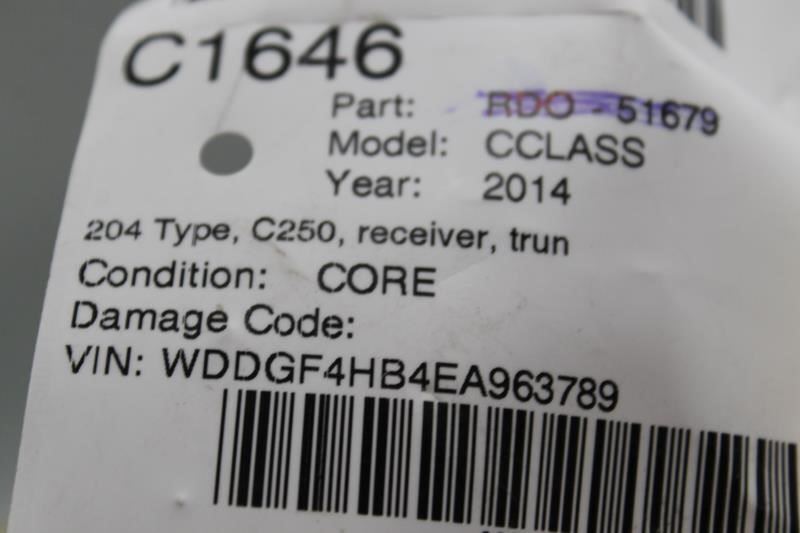 C1646
Part: RDO - 51679
Model: CCLASS
Year: 2014
204 Type, C250, receiver, trun
Condition: CORE
Damage Code:
VIN: WDDGF4HB4EA963789